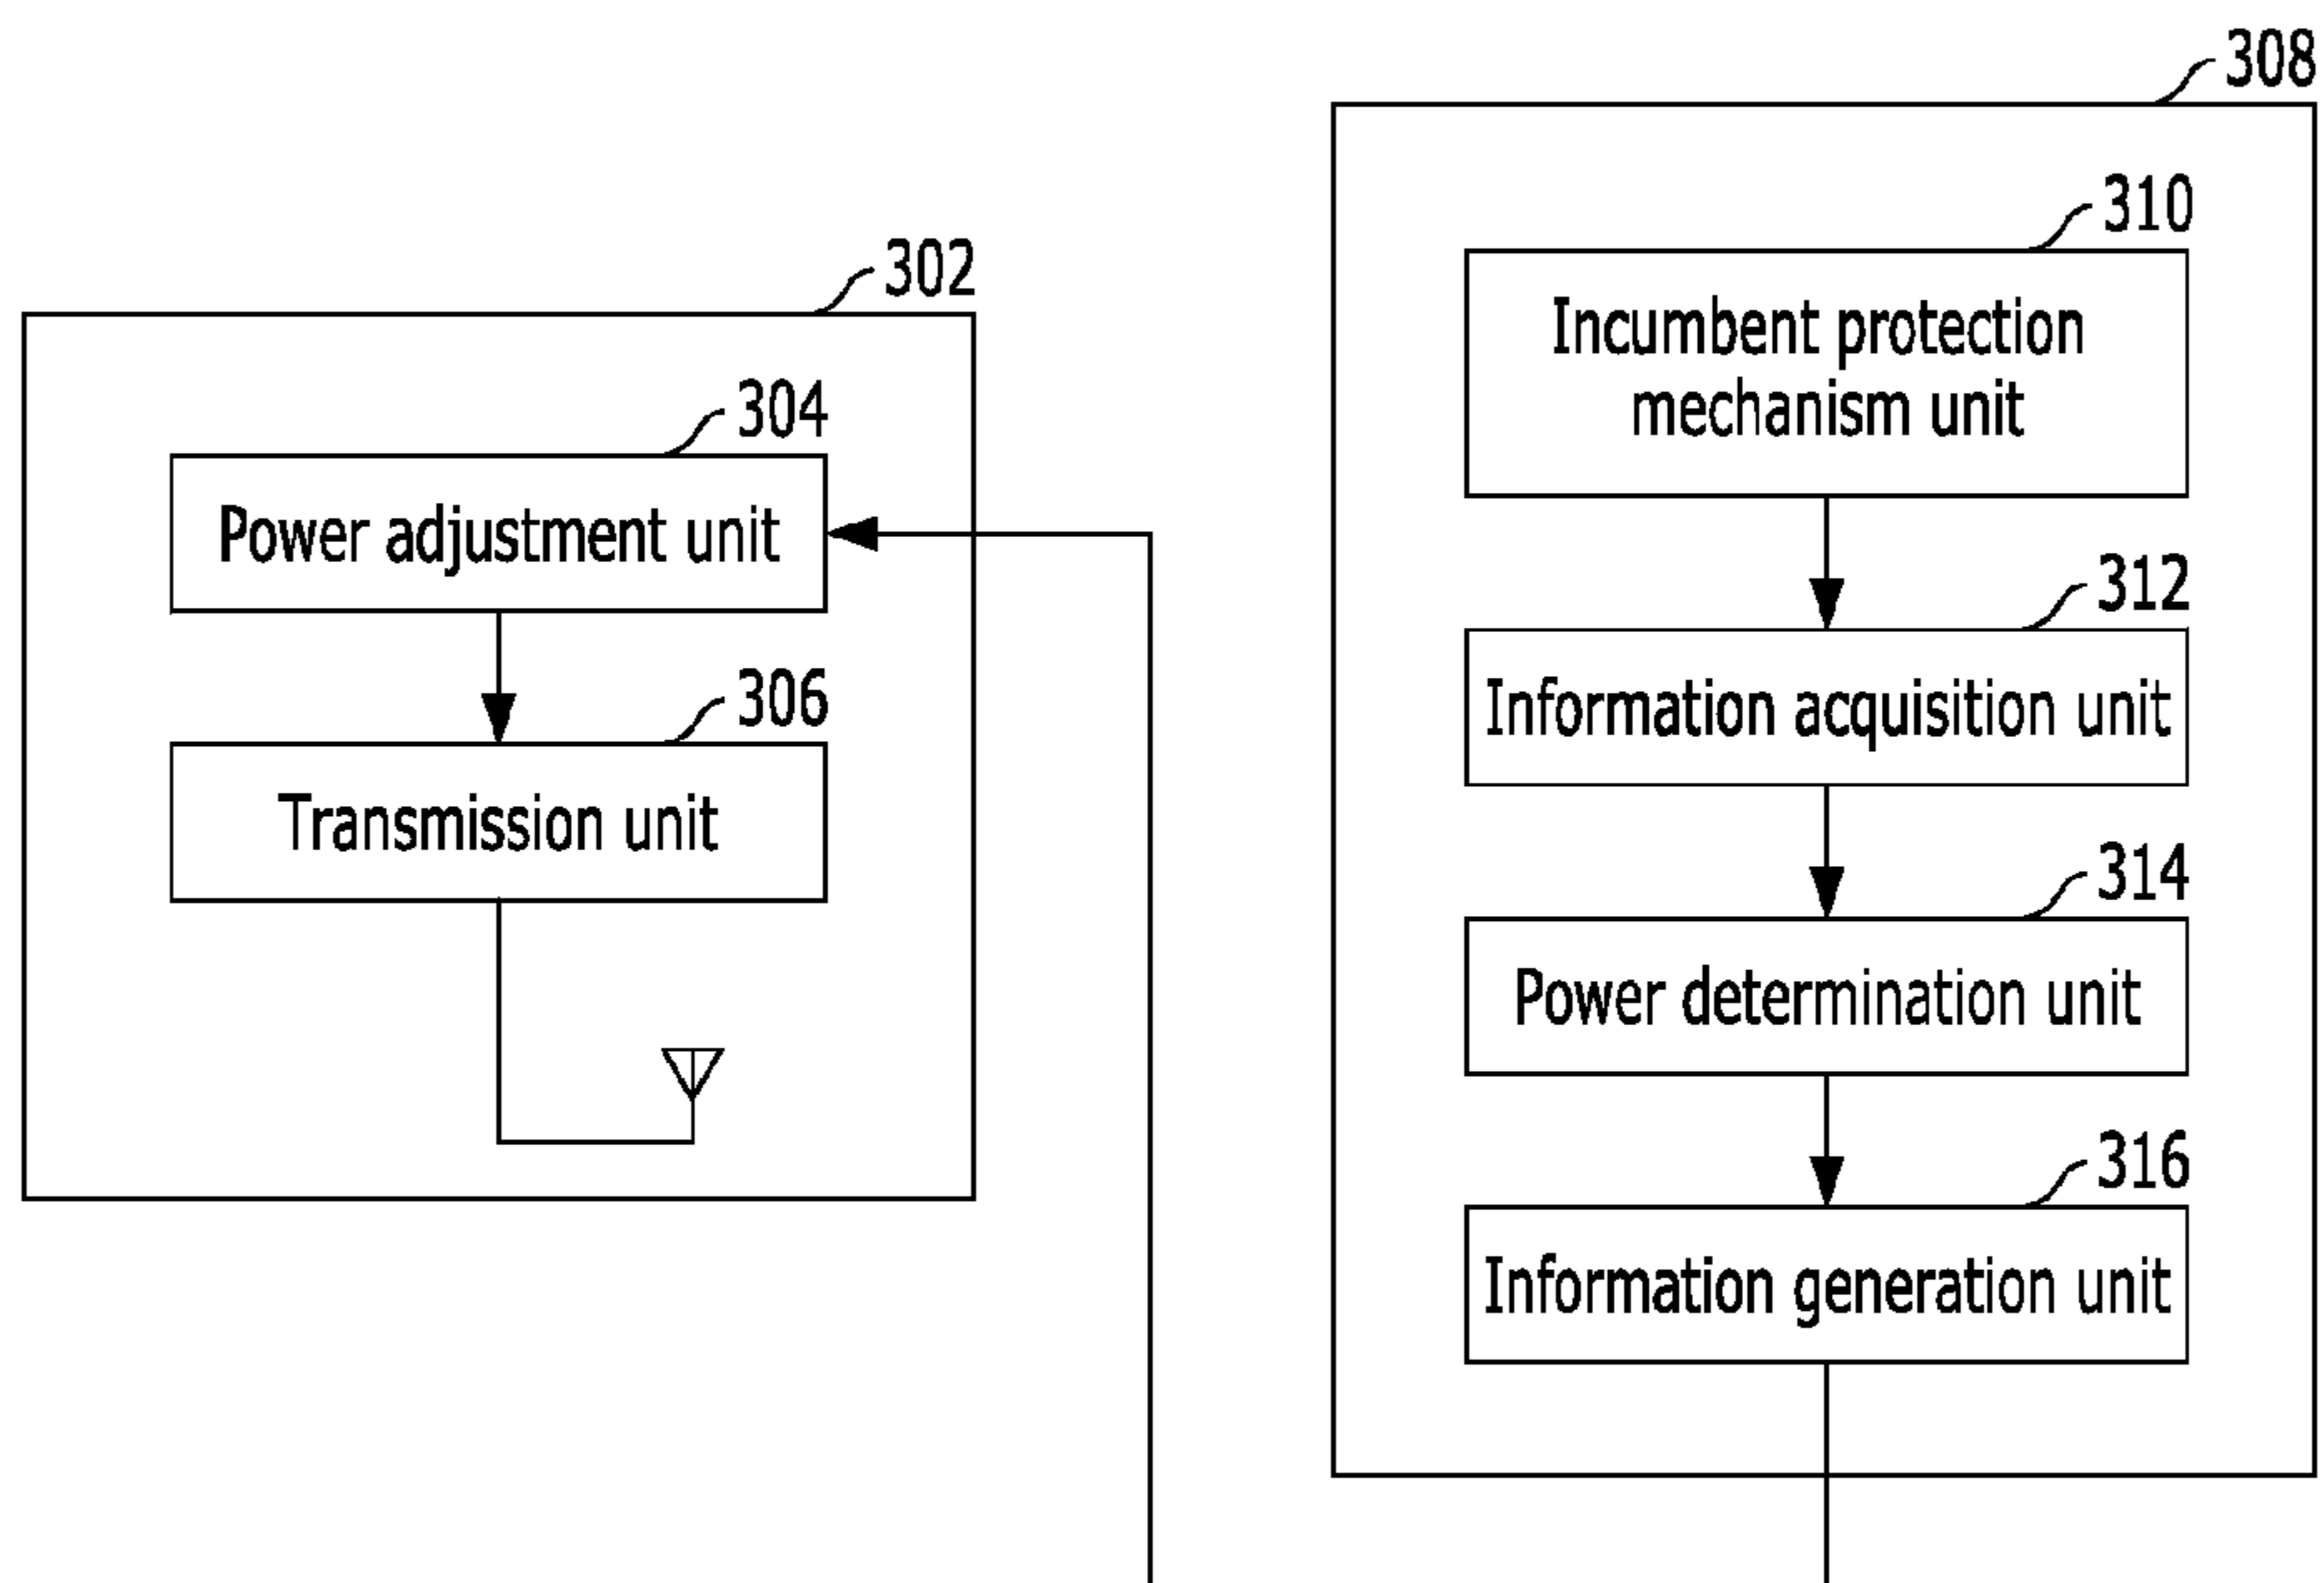 308
310
Incumbent protection
mechanism unit
302
304
Power adjustment unit
312
Information acquisition unit
306
Transmission unit
314
Power determination unit
316
Information generation unit